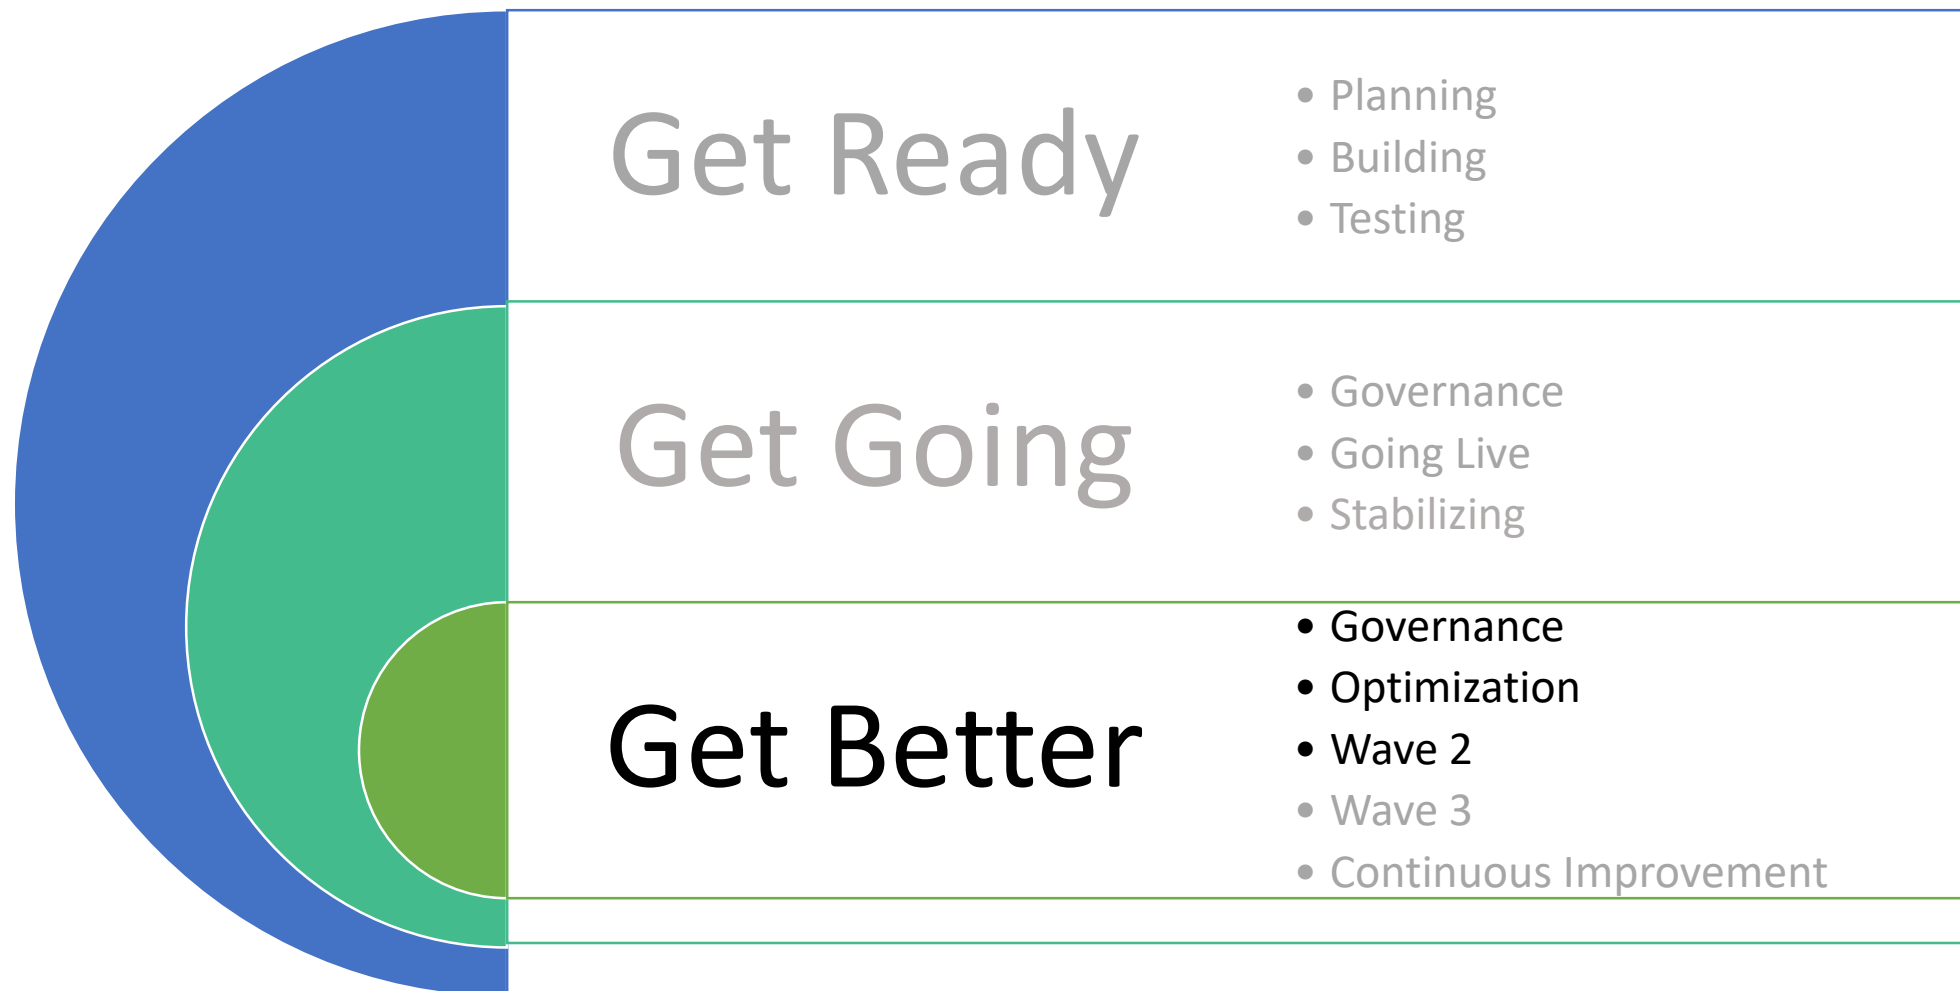 Get Ready
• Planning
• Building
• Testing
Get Going
• Governance
• Going Live
• Stabilizing
Get Better
• Governance
• Optimization
• Wave 2
• Wave 3
• Continuous Improvement